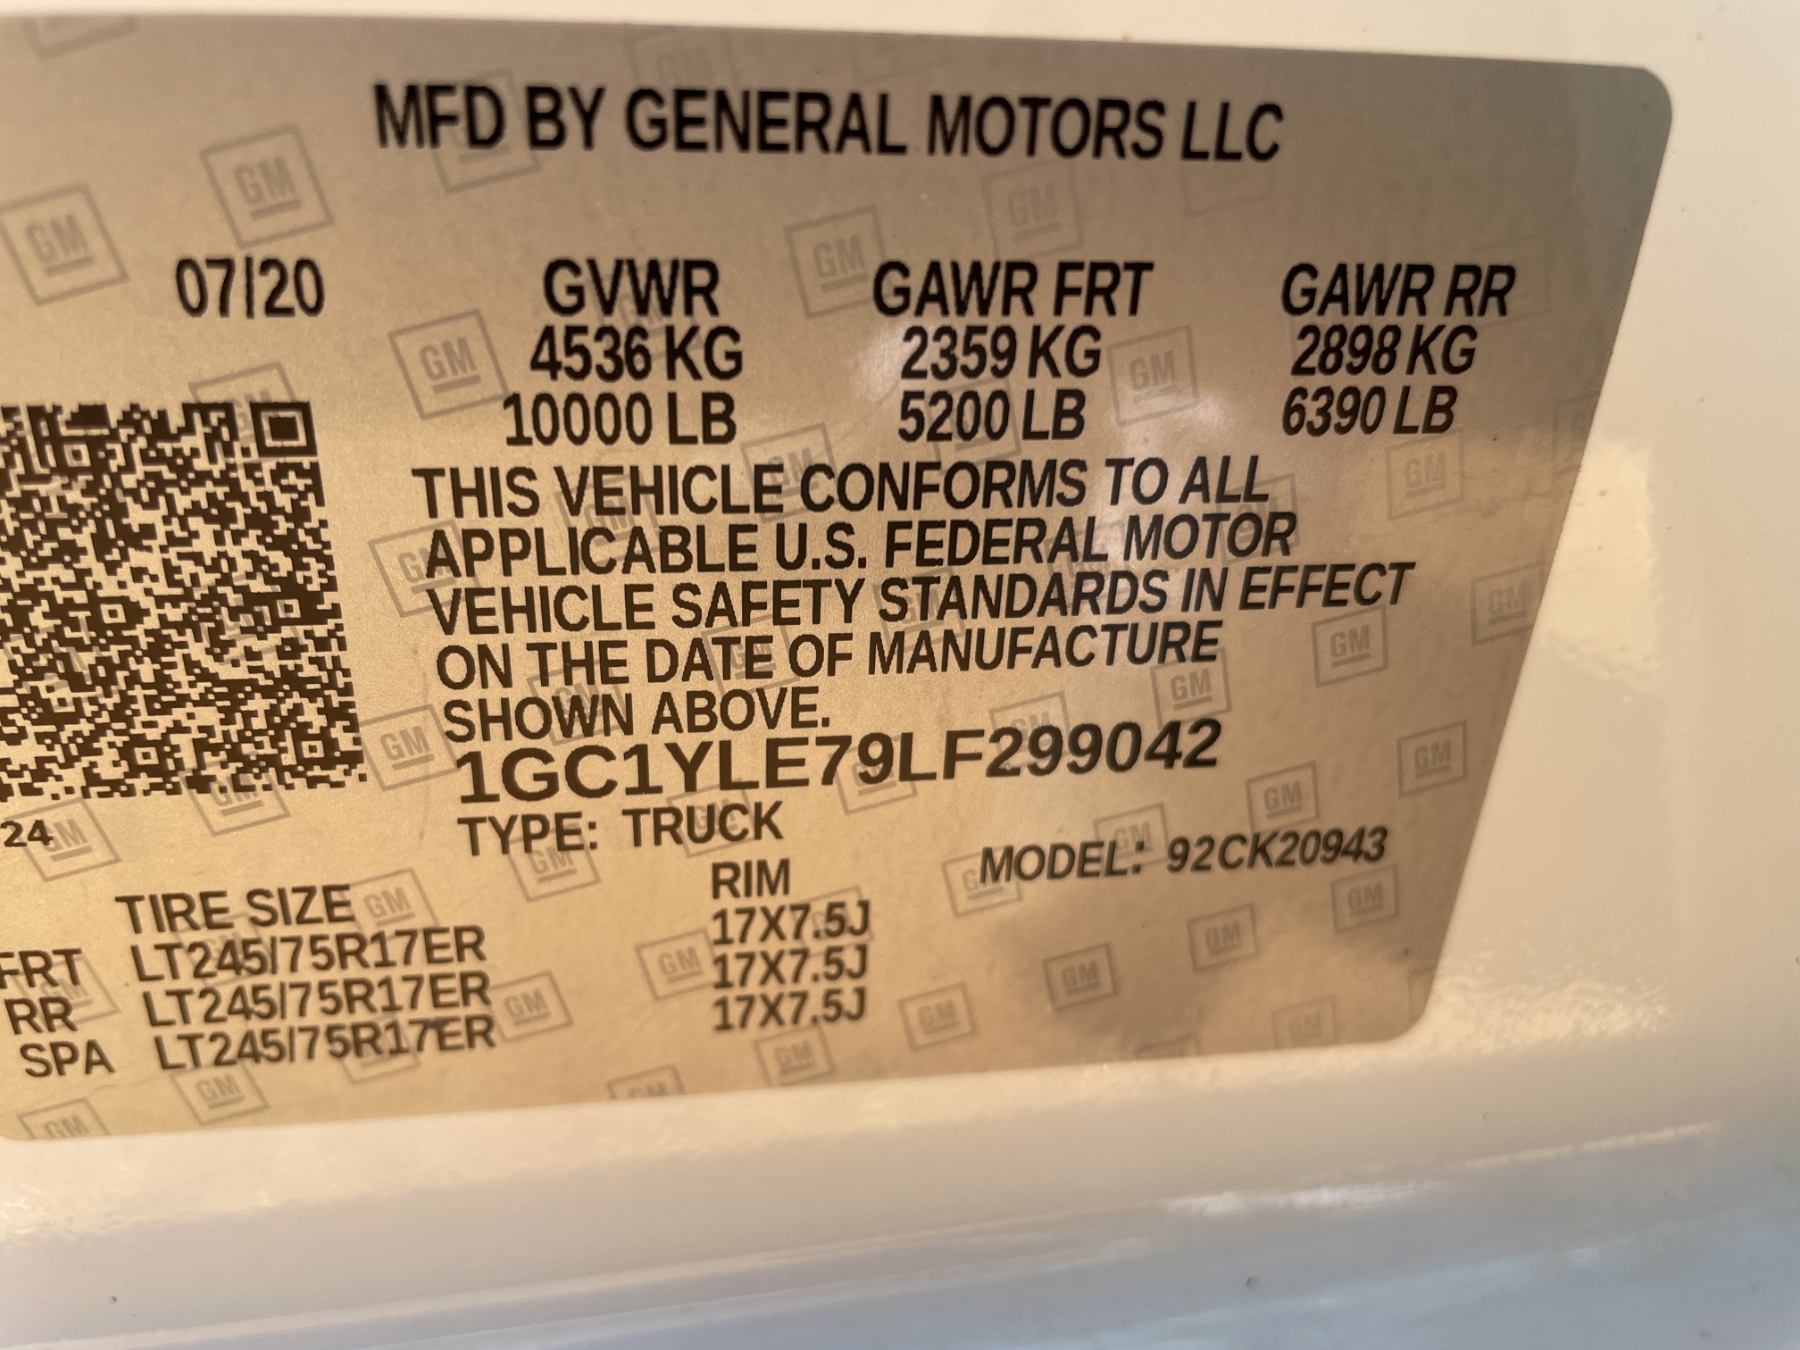 MFD BY GENERAL MOTORS LLC
07/20 GVWR GAWR FRT GAWR RR
4536 KG 2359 KG 2898 KG
10000 LB 5200 LB 6390 LB
THIS VEHICLE CONFORMS TO ALL
APPLICABLE U.S. FEDERAL MOTOR
VEHICLE SAFETY STANDARDS IN EFFECT
ON THE DATE OF MANUFACTURE
SHOWN ABOVE.
1GC1YLE79LF299042
24 TYPE: TRUCK
MODEL: 92CK20943
TIRE SIZE RIM
FRT LT245/75R17ER 17X7.5J
RR LT245/75R17ER 17X7.5J
SPA LT245/75R17ER 17X7.5J